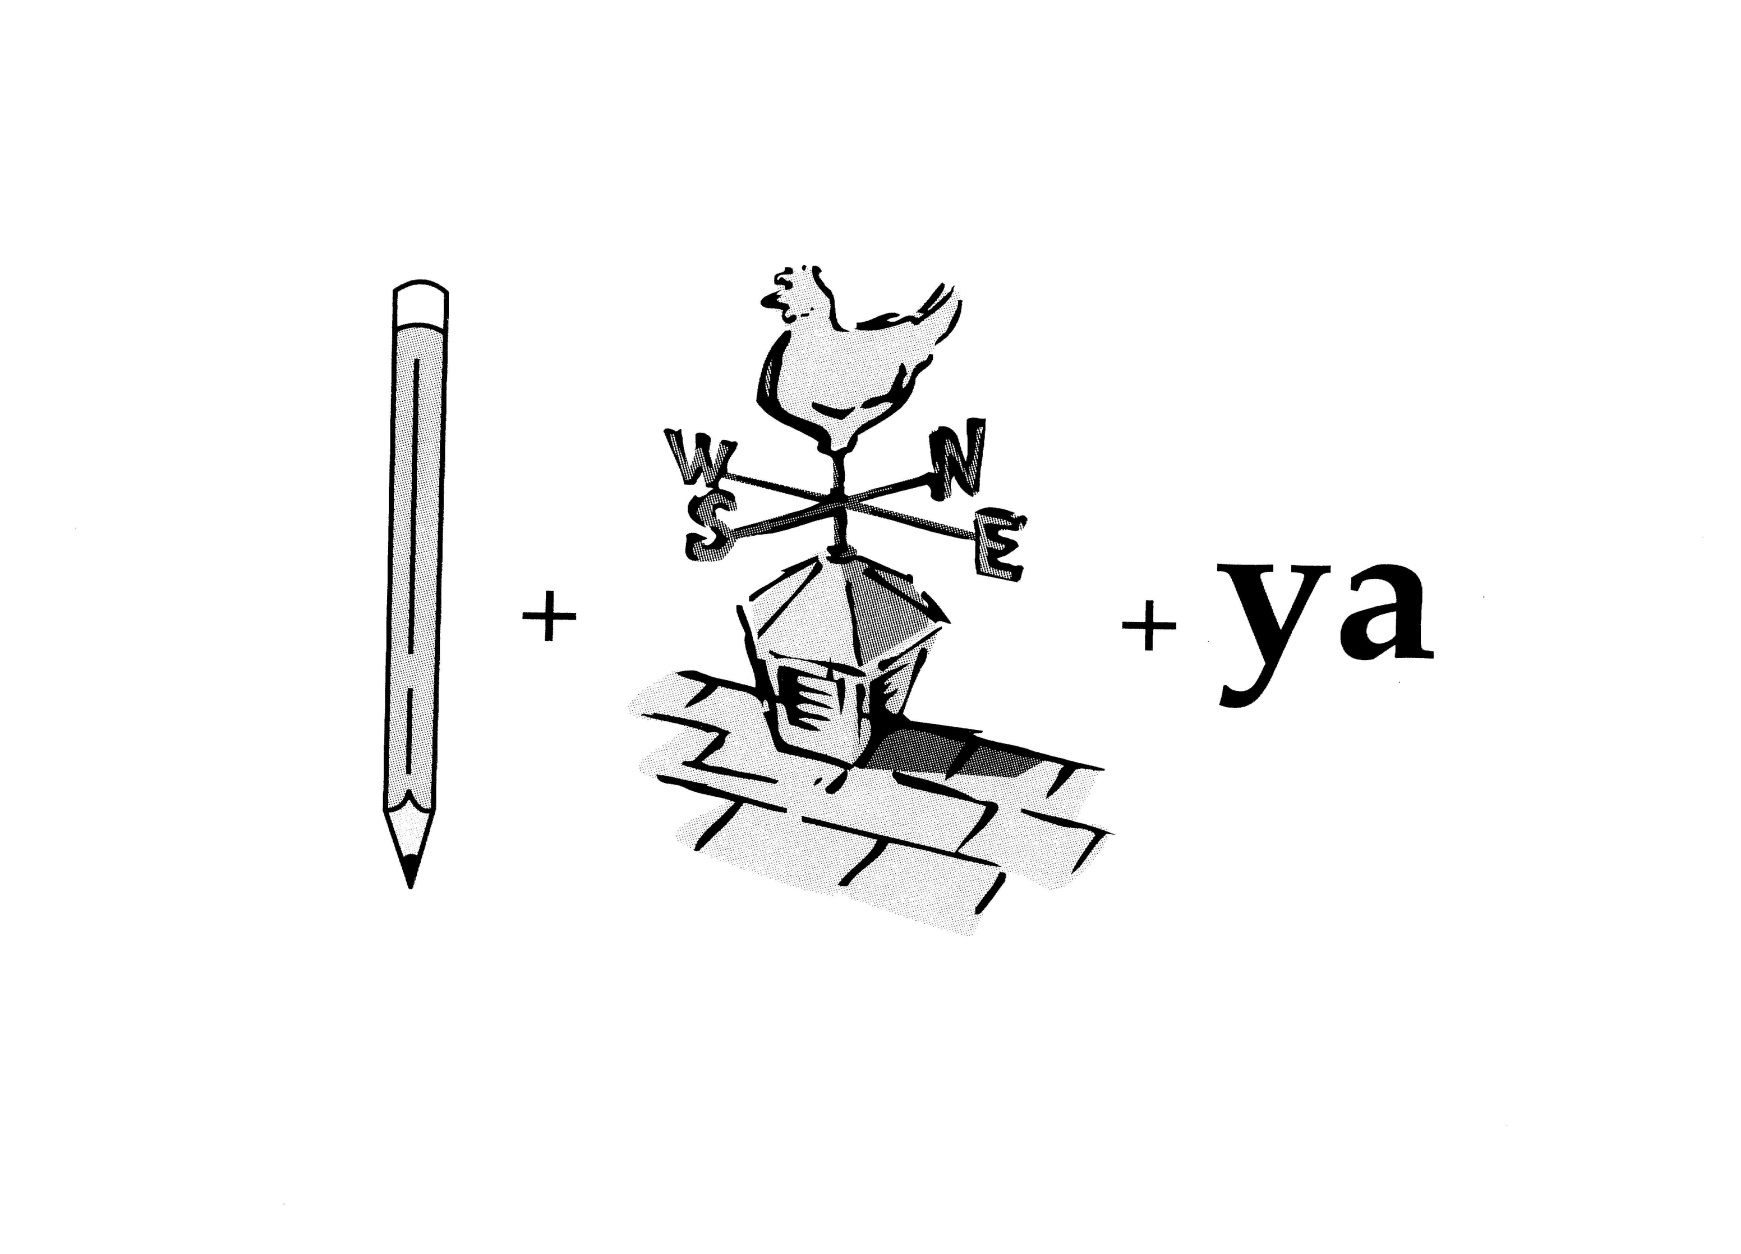 W N
S E
+ + ya